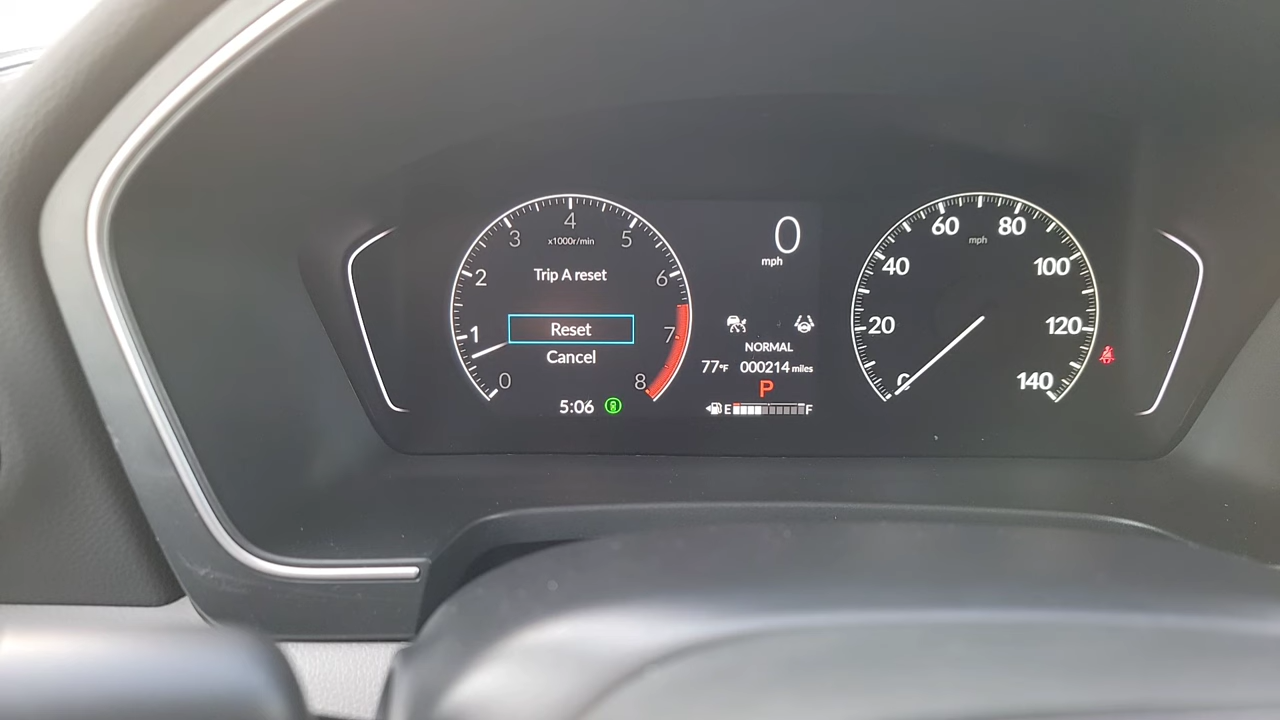 4
3
5
x1000r/min
2
6
Trip A reset
1
Reset
7
Cancel
0
8
5:06
0
mph
NORMAL
77°F 000214 miles
P
E F
60 80
mph
40 100
20 120
0 140